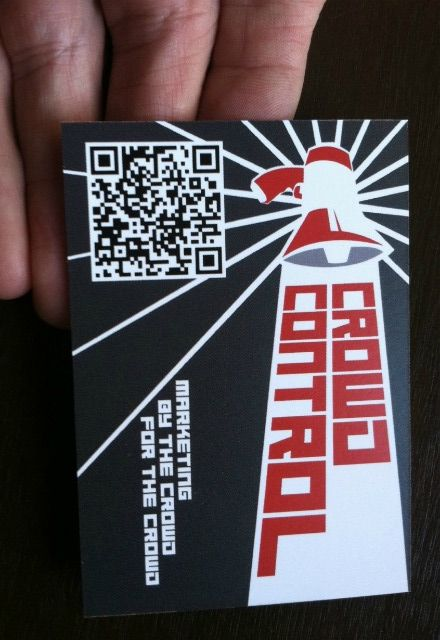 CROWD
CONTROL
MARKETING
BY THE CROWD
FOR THE CROWD